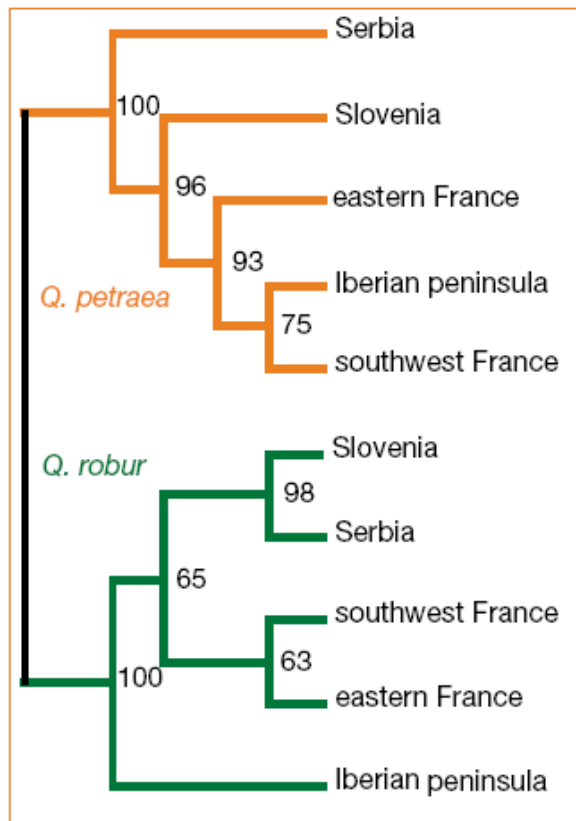 Serbia
100
Slovenia
96
eastern France
93
Q. petraea
Iberian peninsula
75
southwest France
Q. robur
Slovenia
98
Serbia
65
southwest France
63
100
eastern France
Iberian peninsula